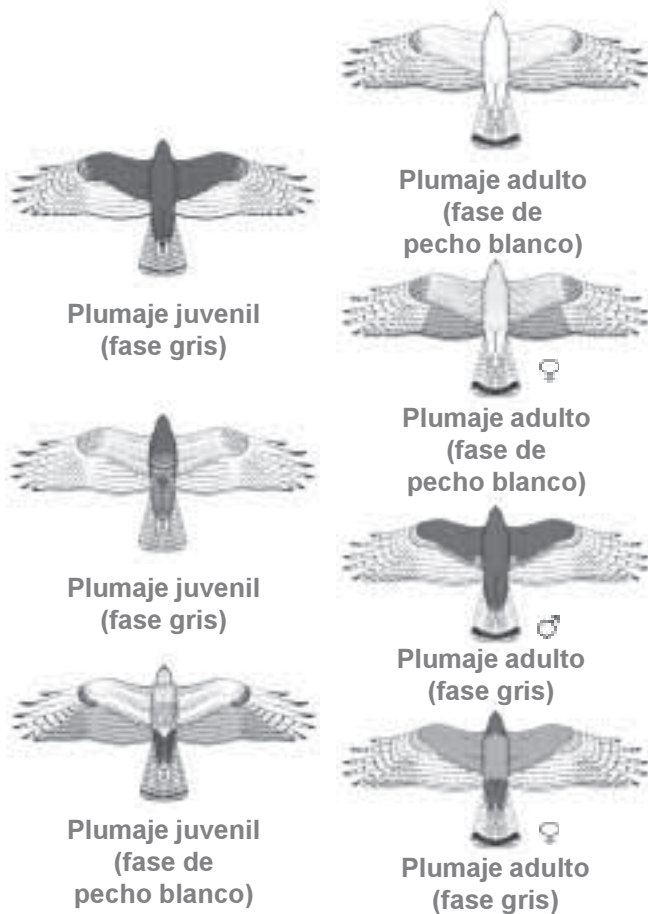 Plumaje juvenil
(fase gris)
Plumaje juvenil
(fase gris)
Plumaje juvenil
(fase de
pecho blanco)
Plumaje adulto
(fase de
pecho blanco)
♀
Plumaje adulto
(fase de
pecho blanco)
♂
Plumaje adulto
(fase gris)
♀
Plumaje adulto
(fase gris)